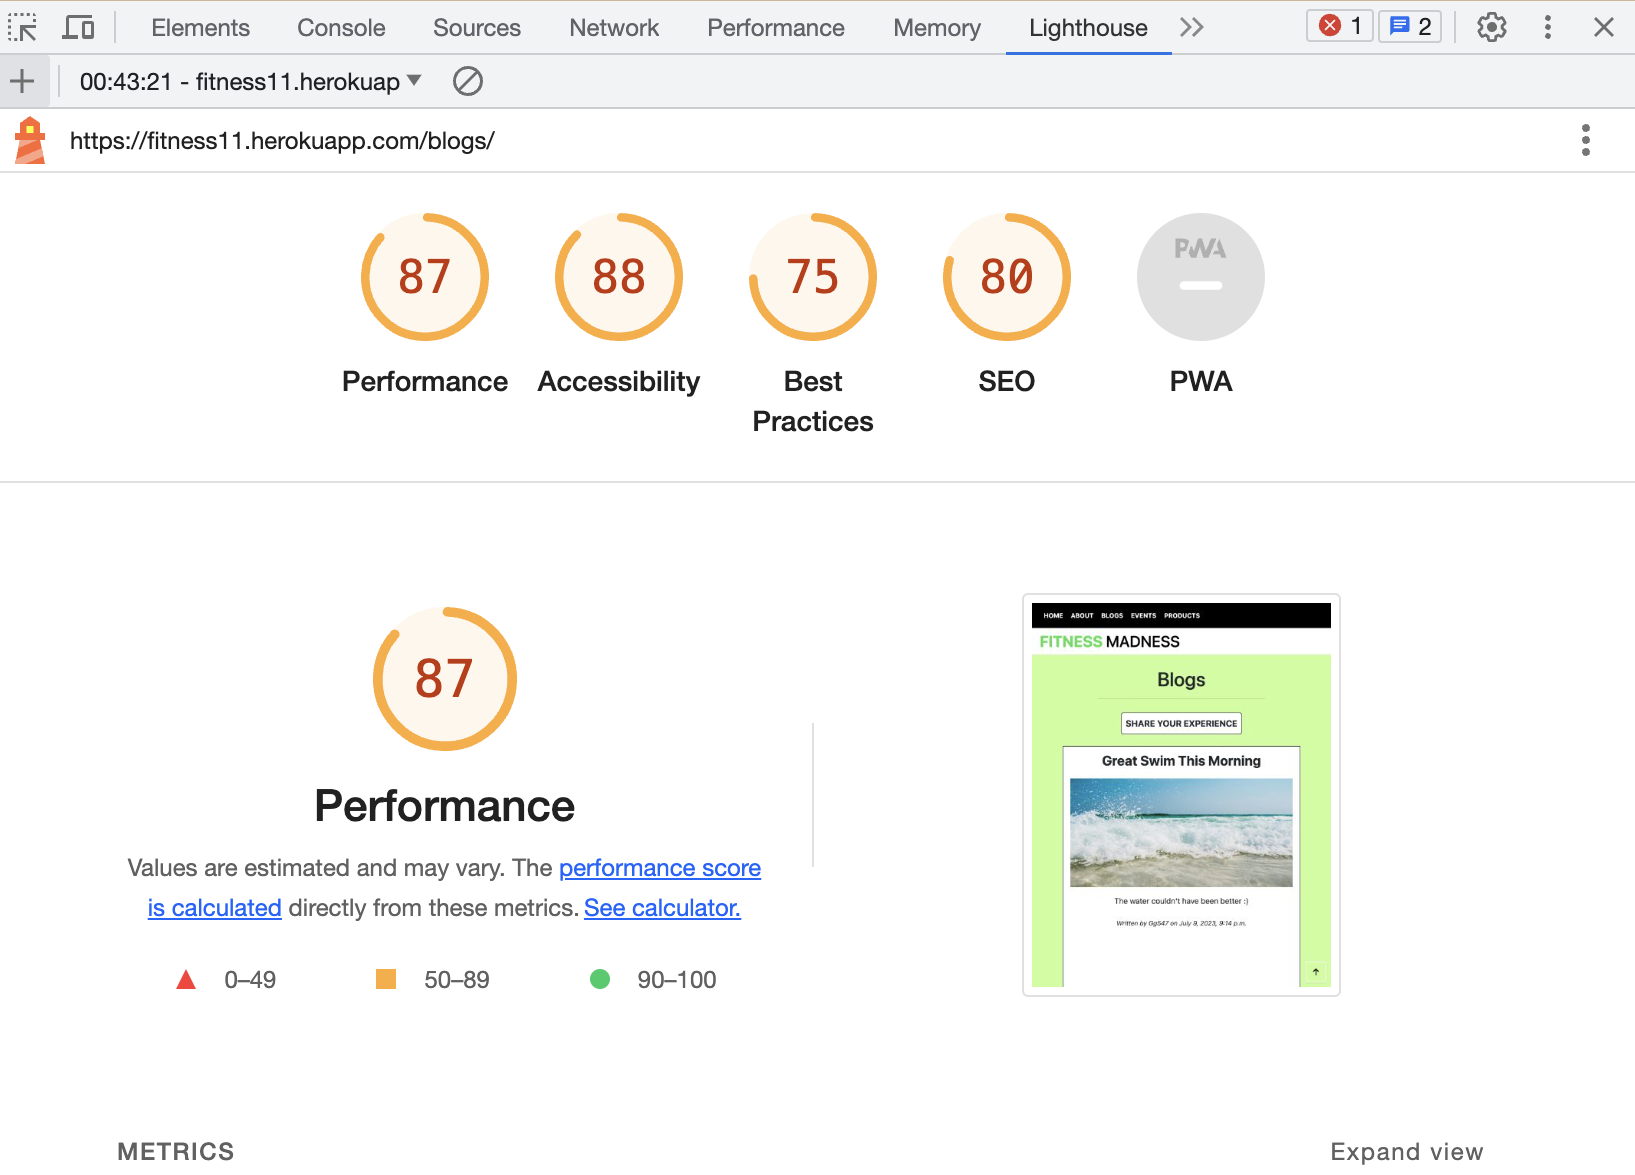 Elements Console Sources Network Performance Memory Lighthouse 1 2
00:43:21 - fitness11.herokuap
https://fitness11.herokuapp.com/blogs/
87 88 75 80 PWA
Performance Accessibility Best Practices SEO PWA
87
Performance
Values are estimated and may vary. The performance score
is calculated directly from these metrics. See calculator.
0–49 50–89 90–100
HOME ABOUT BLOGS EVENTS PRODUCTS
FITNESS MADNESS
Blogs
SHARE YOUR EXPERIENCE
Great Swim This Morning
The water couldn't have been better :)
Written by Gg547 on July 9, 2023, 9:14 p.m.
METRICS Expand view